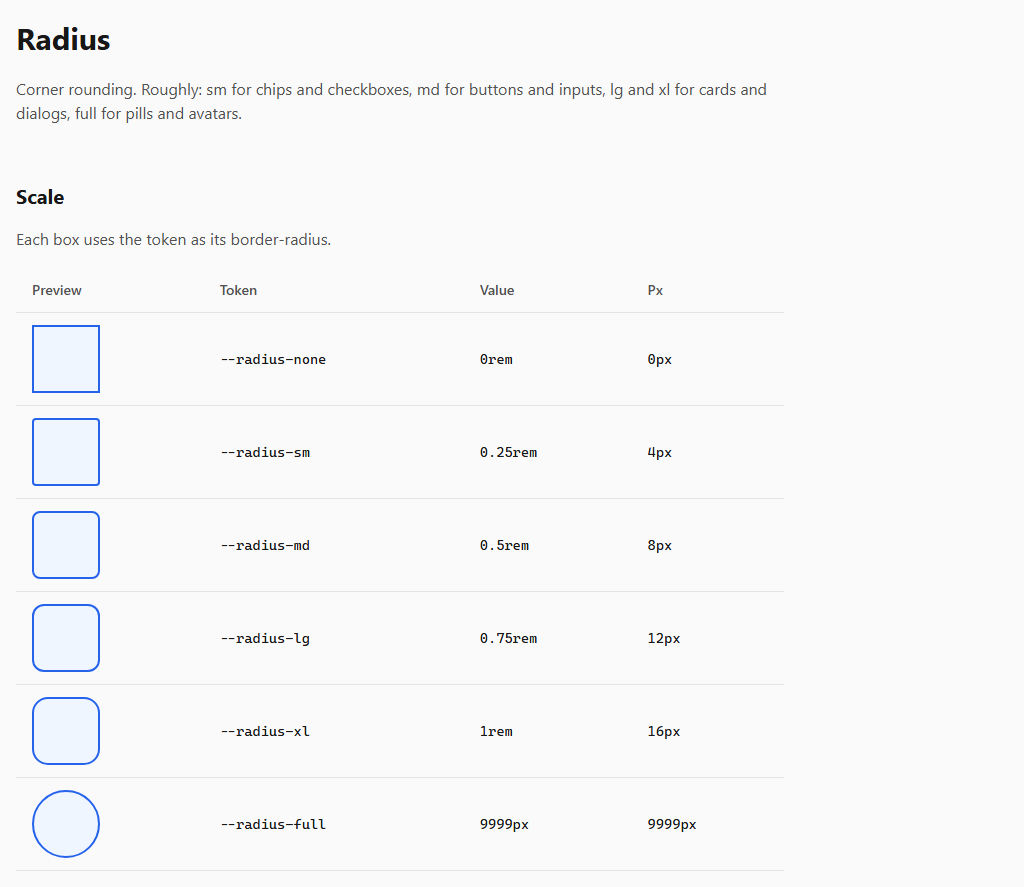 Radius
Corner rounding. Roughly: sm for chips and checkboxes, md for buttons and inputs, lg and xl for cards and
dialogs, full for pills and avatars.
Scale
Each box uses the token as its border-radius.
Preview Token Value Px
--radius-none 0rem 0px
--radius-sm 0.25rem 4px
--radius-md 0.5rem 8px
--radius-lg 0.75rem 12px
--radius-xl 1rem 16px
--radius-full 9999px 9999px